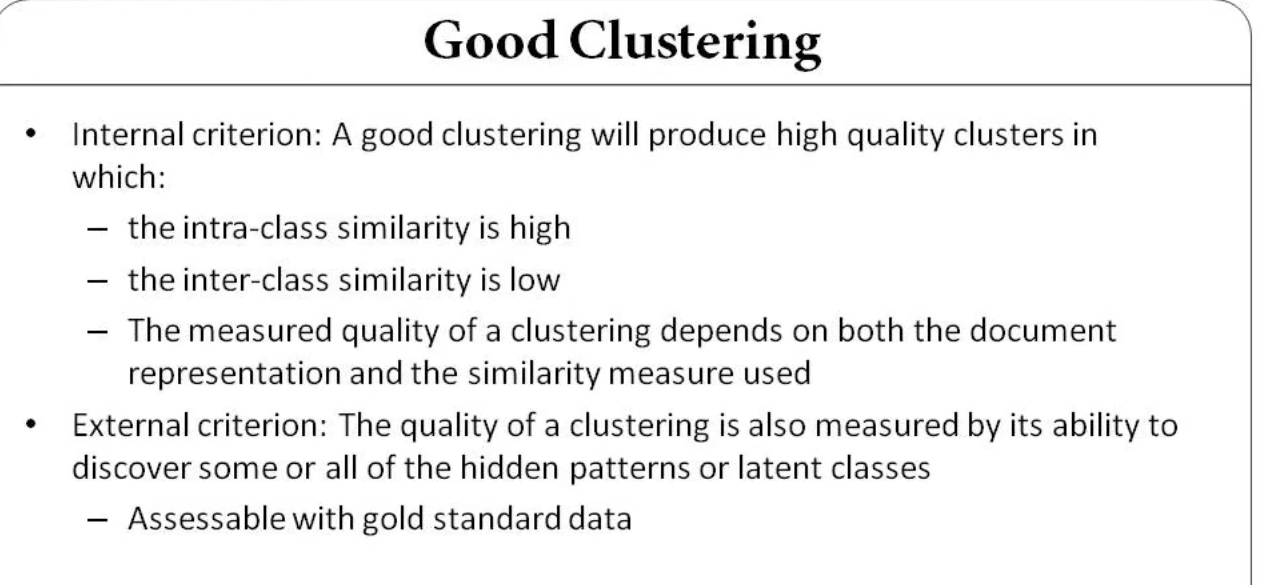 Good Clustering
• Internal criterion: A good clustering will produce high quality clusters in
which:
– the intra-class similarity is high
– the inter-class similarity is low
– The measured quality of a clustering depends on both the document
representation and the similarity measure used
• External criterion: The quality of a clustering is also measured by its ability to
discover some or all of the hidden patterns or latent classes
– Assessable with gold standard data